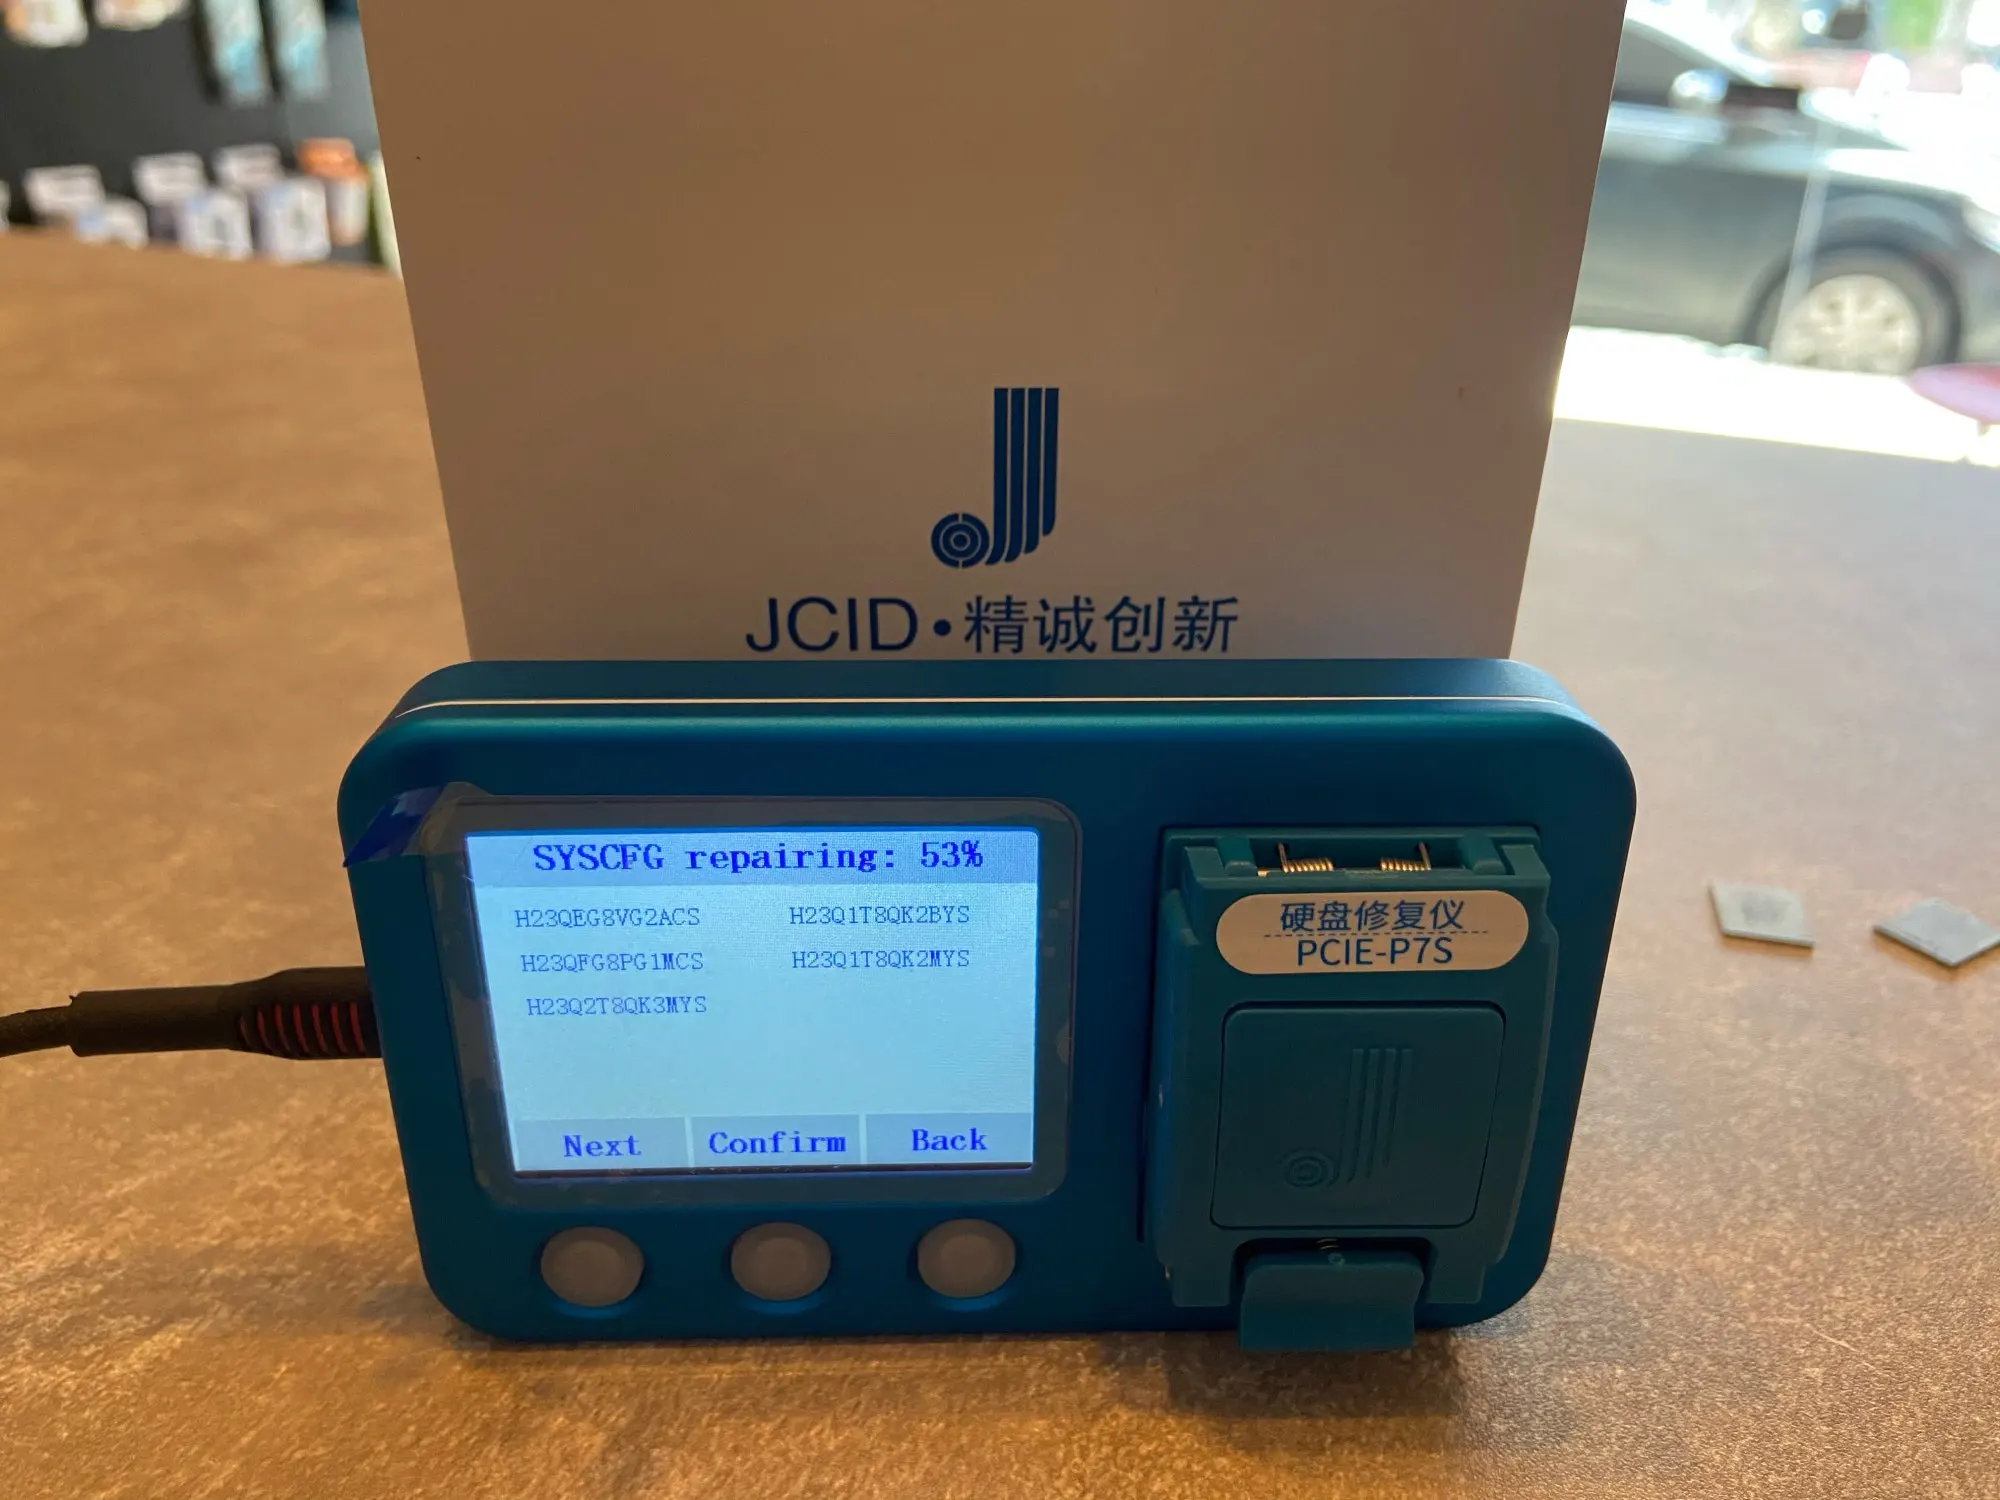 JCID·精诚创新
SYSCFG repairing: 53%
H23QEG8VG2ACS H23Q1T8QK2BYS
H23QFG8PG1MCS H23Q1T8QK2MYS
H23Q2T8QK3MYS
Next Confirm Back
硬盘修复仪
PCIE-P7S